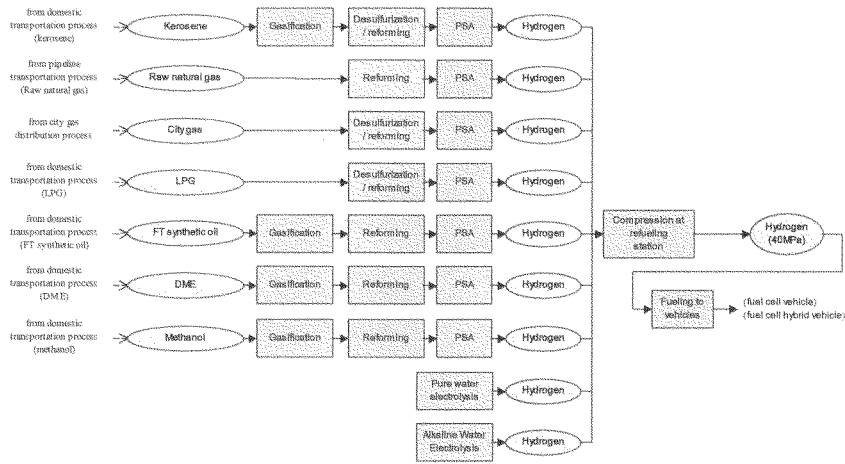 from domestic
transportation process
(kerosene)
Kerosene
Gasification
Desulfurization
/ reforming
PSA
Hydrogen
from pipeline
transportation process
(Raw natural gas)
Raw natural gas
Reforming
PSA
Hydrogen
from city gas
distribution process
City gas
Desulfurization
/ reforming
PSA
Hydrogen
from domestic
transportation process
(LPG)
LPG
Desulfurization
/ reforming
PSA
Hydrogen
from domestic
transportation process
(FT synthetic oil)
FT synthetic oil
Gasification
Reforming
PSA
Hydrogen
Compression at
refueling
station
Hydrogen
(40MPa)
from domestic
transportation process
(DME)
DME
Gasification
Reforming
PSA
Hydrogen
Fueling to
vehicles
(fuel cell vehicle)
(fuel cell hybrid vehicle)
from domestic
transportation process
(methanol)
Methanol
Gasification
Reforming
PSA
Hydrogen
Pure water
electrolysis
Hydrogen
Alkaline Water
Electrolysis
Hydrogen